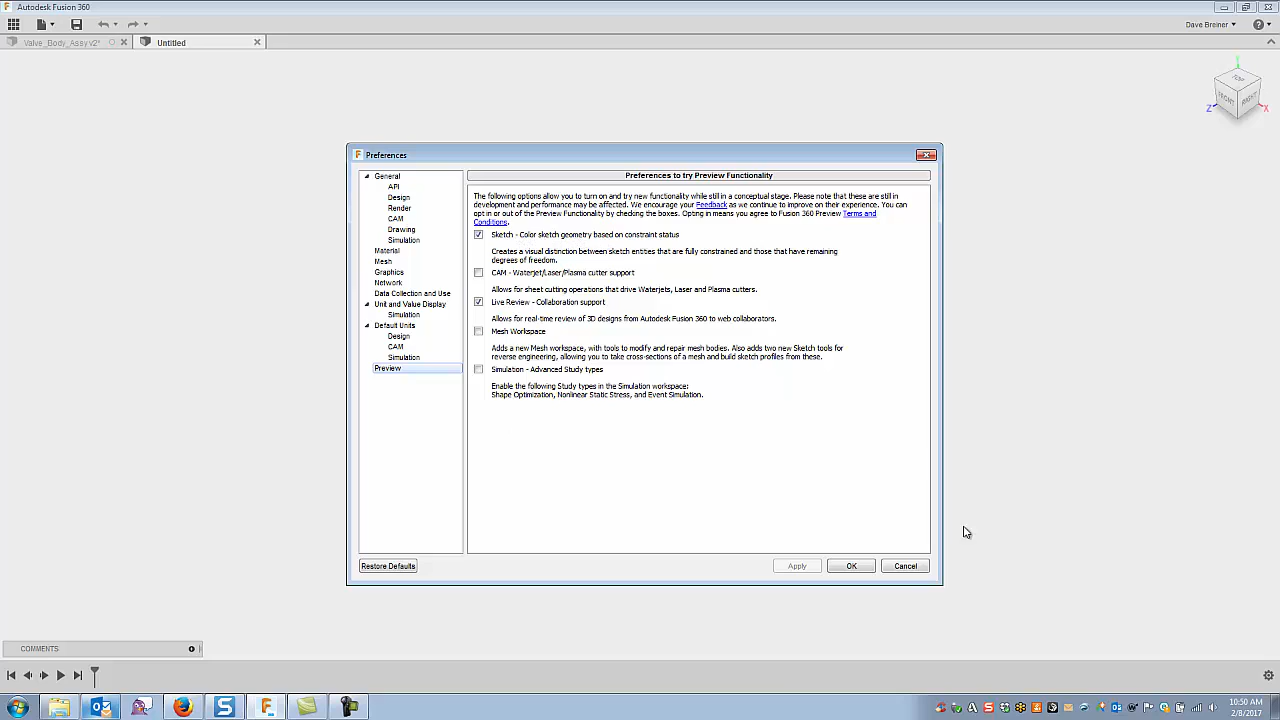 Autodesk Fusion 360
Dave Breiner
Valve_Body_Assy v2*
Untitled
TOP
FRONT
RIGHT
Y
Z
X
Preferences
General
API
Design
Render
CAM
Drawing
Simulation
Material
Mesh
Graphics
Network
Data Collection and Use
Unit and Value Display
Simulation
Default Units
Design
CAM
Simulation
Preview
Preferences to try Preview Functionality
The following options allow you to turn on and try new functionality while still in a conceptual stage. Please note that these are still in
development and performance may be affected. We encourage your Feedback as we continue to improve on their experience. You can
opt in or out of the Preview Functionality by checking the boxes. Opting in means you agree to Fusion 360 Preview Terms and
Conditions.
Sketch - Color sketch geometry based on constraint status
Creates a visual distinction between sketch entities that are fully constrained and those that have remaining
degrees of freedom.
CAM - Waterjet/Laser/Plasma cutter support
Allows for sheet cutting operations that drive Waterjets, Laser and Plasma cutters.
Live Review - Collaboration support
Allows for real-time review of 3D designs from Autodesk Fusion 360 to web collaborators.
Mesh Workspace
Adds a new Mesh workspace, with tools to modify and repair mesh bodies. Also adds two new Sketch tools for
reverse engineering, allowing you to take cross-sections of a mesh and build sketch profiles from these.
Simulation - Advanced Study types
Enable the following Study types in the Simulation workspace:
Shape Optimization, Nonlinear Static Stress, and Event Simulation.
Restore Defaults
Apply
OK
Cancel
COMMENTS
10:50 AM
2/8/2017